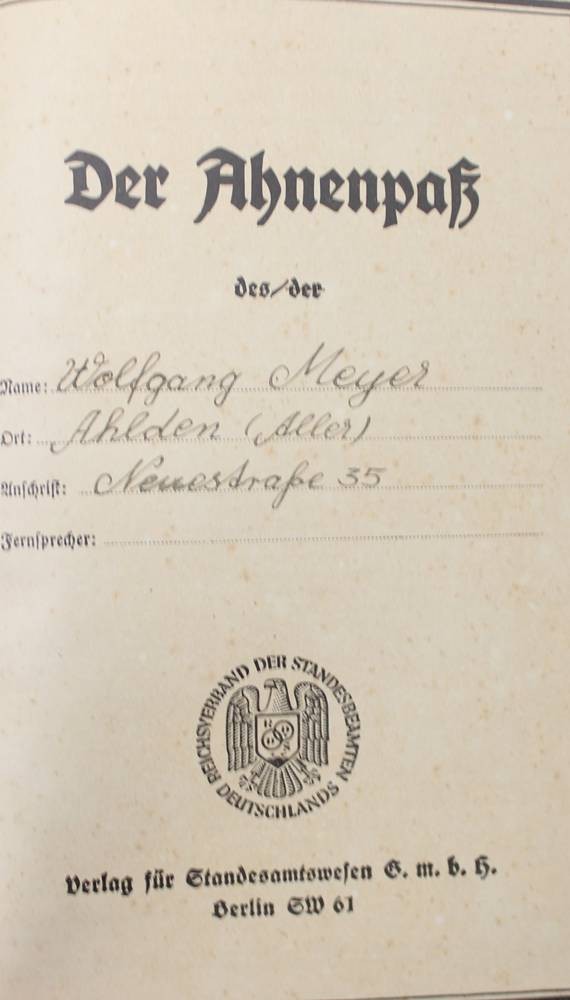 Der Ahnenpaß
des/der
Name: Wolfgang Meyer
Ort: Ahlden (Aller)
Anschrift: Neuestraße 35
Fernsprecher:
REICHSVERBAND DER STANDESBEAMTEN DEUTSCHLANDS
Verlag für Standesamtswesen G. m. b. H.
Berlin SW 61